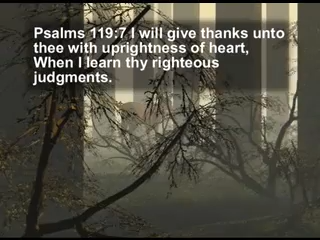 Psalms 119:7 I will give thanks unto
thee with uprightness of heart,
When I learn thy righteous
judgments.